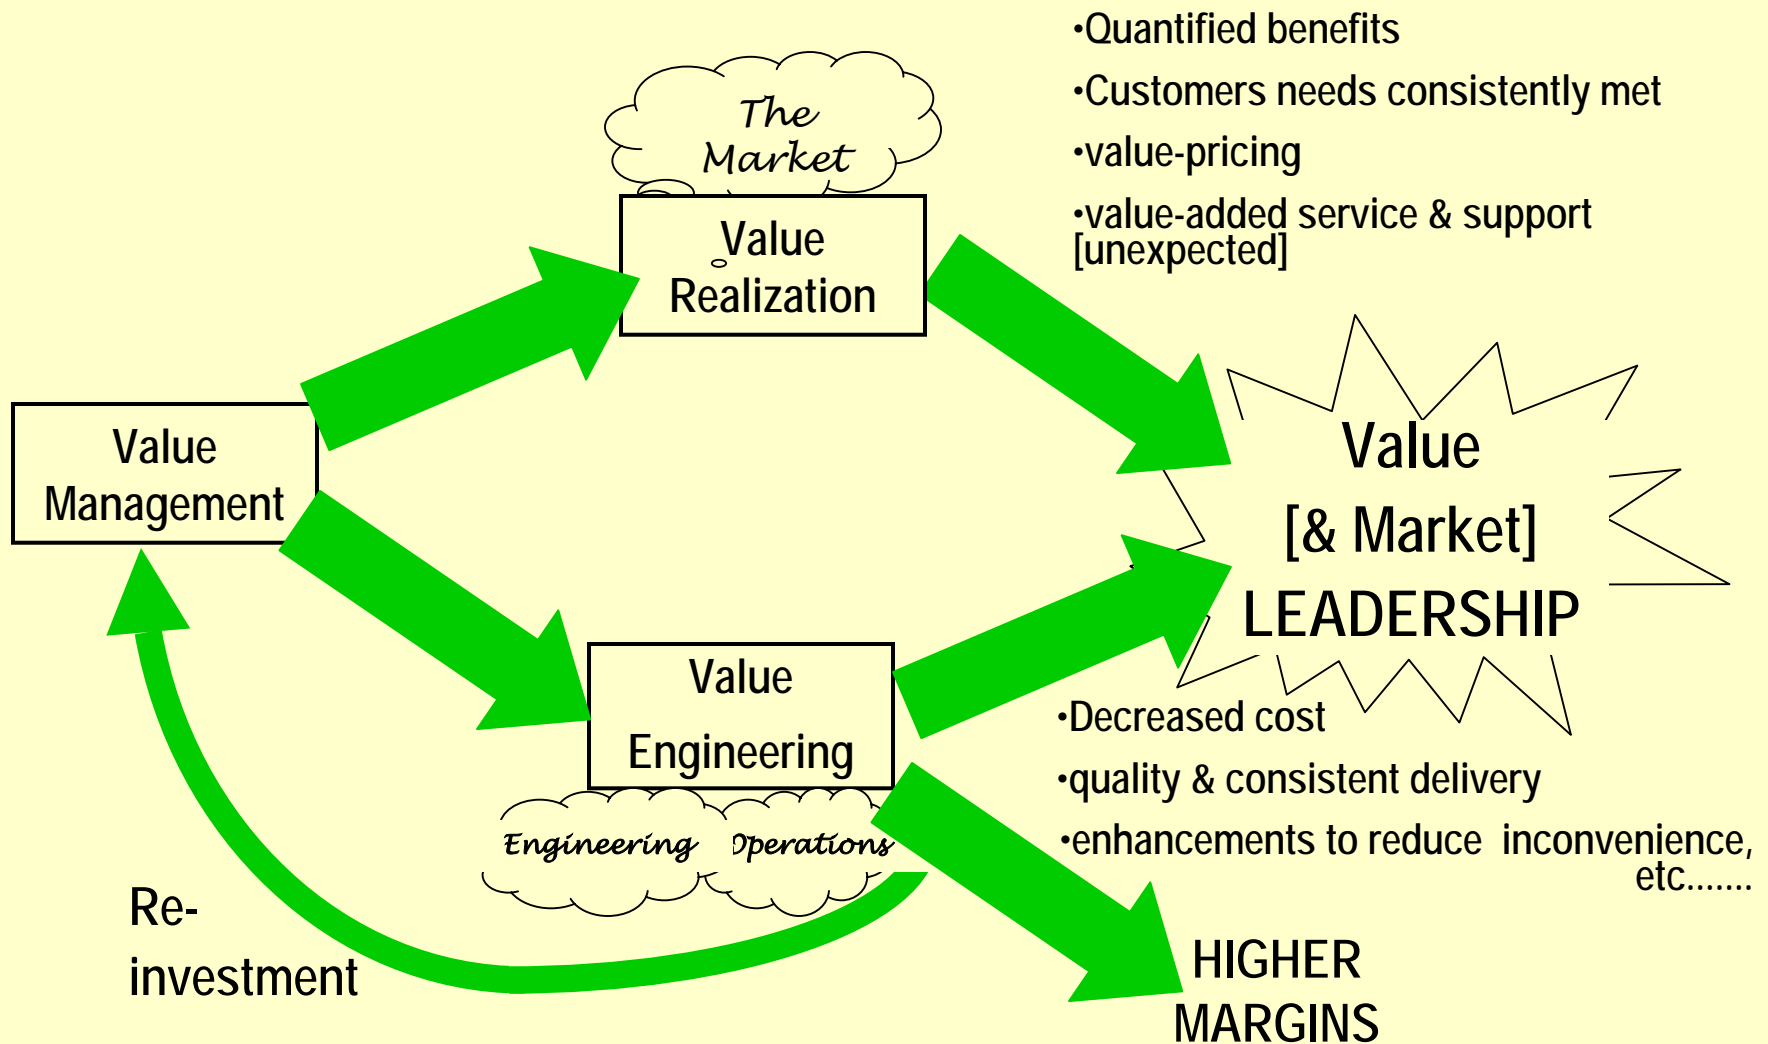 •Quantified benefits
•Customers needs consistently met
•value-pricing
•value-added service & support
[unexpected]
The
Market
Value
Realization
Value
Management
Value
[& Market]
LEADERSHIP
Value
Engineering
Engineering
Operations
•Decreased cost
•quality & consistent delivery
•enhancements to reduce inconvenience,
etc.......
Re-
investment
HIGHER
MARGINS